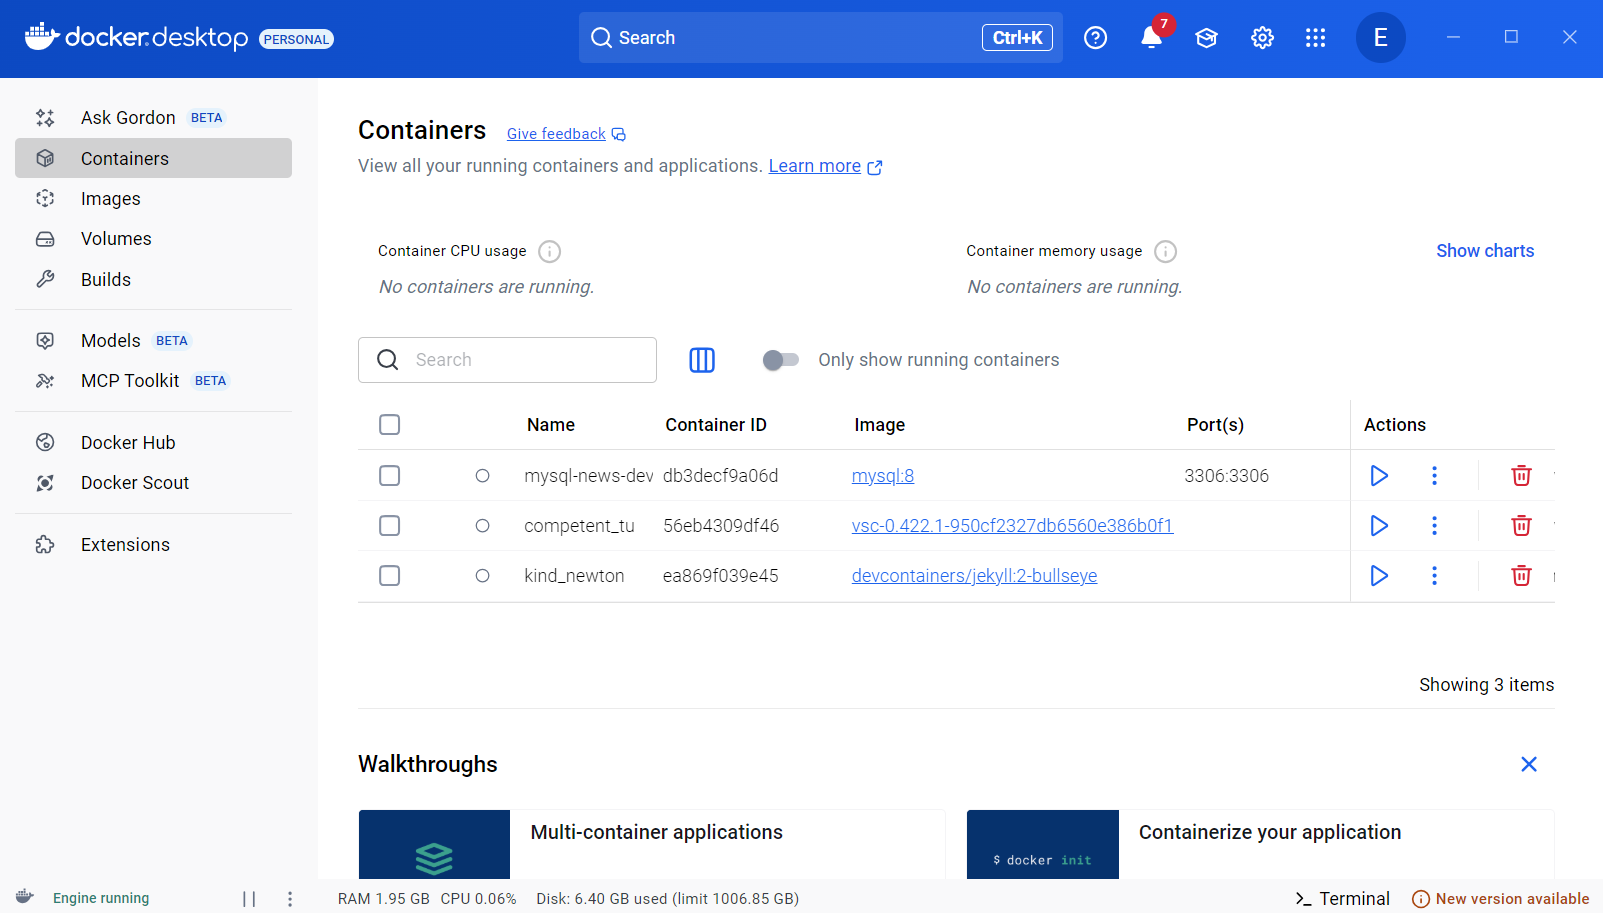 docker.desktop PERSONAL
Search Ctrl+K
7
E
Ask Gordon BETA
Containers
Images
Volumes
Builds
Models BETA
MCP Toolkit BETA
Docker Hub
Docker Scout
Extensions
Containers Give feedback
View all your running containers and applications. Learn more
Container CPU usage
No containers are running.
Container memory usage
No containers are running.
Show charts
Search
Only show running containers
Name Container ID Image Port(s) Actions
mysql-news-dev db3decf9a06d mysql:8 3306:3306
competent_tu 56eb4309df46 vsc-0.422.1-950cf2327db6560e386b0f1
kind_newton ea869f039e45 devcontainers/jekyll:2-bullseye
Showing 3 items
Walkthroughs
Multi-container applications
$ docker init
Containerize your application
Engine running
RAM 1.95 GB CPU 0.06% Disk: 6.40 GB used (limit 1006.85 GB)
Terminal
New version available